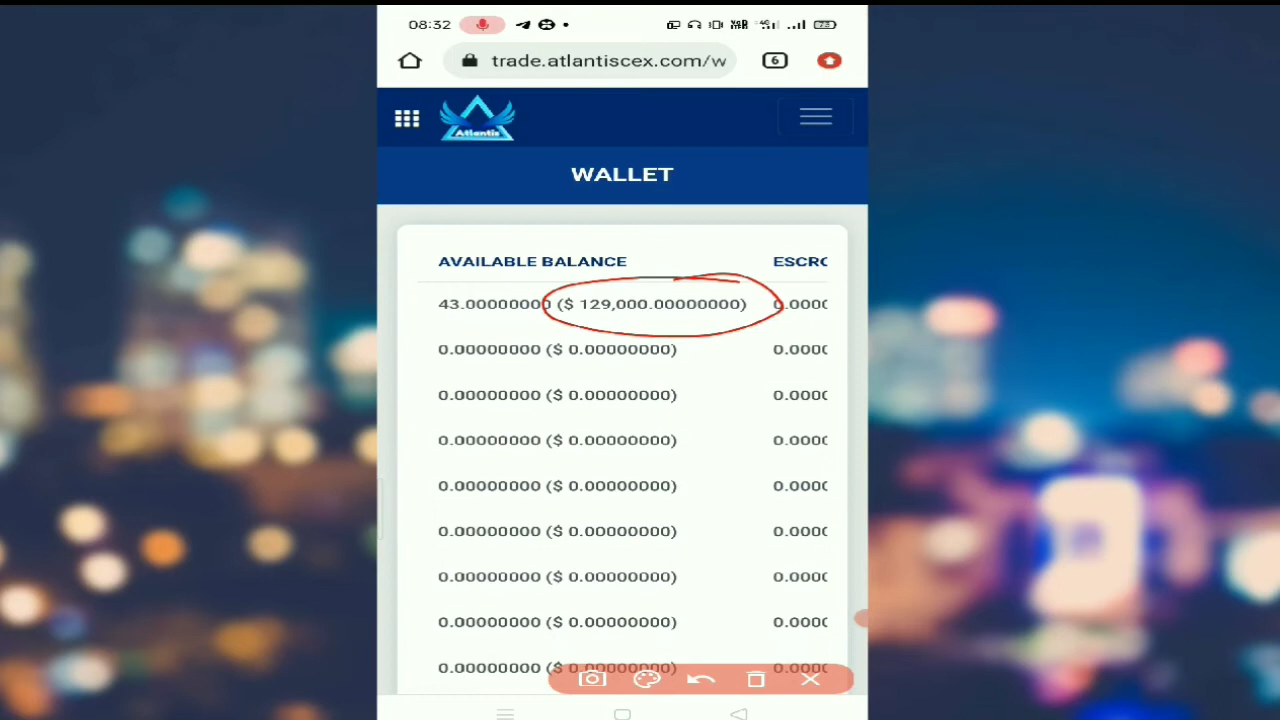 08:32
trade.atlantiscex.com/w
6
Atlantis
WALLET
AVAILABLE BALANCE ESCRC
43.00000000 ($ 129,000.00000000) 0.0000
0.00000000 ($ 0.00000000) 0.0000
0.00000000 ($ 0.00000000) 0.0000
0.00000000 ($ 0.00000000) 0.0000
0.00000000 ($ 0.00000000) 0.0000
0.00000000 ($ 0.00000000) 0.0000
0.00000000 ($ 0.00000000) 0.0000
0.00000000 ($ 0.00000000) 0.0000
0.00000000 ($ 0.00000000) 0.0000